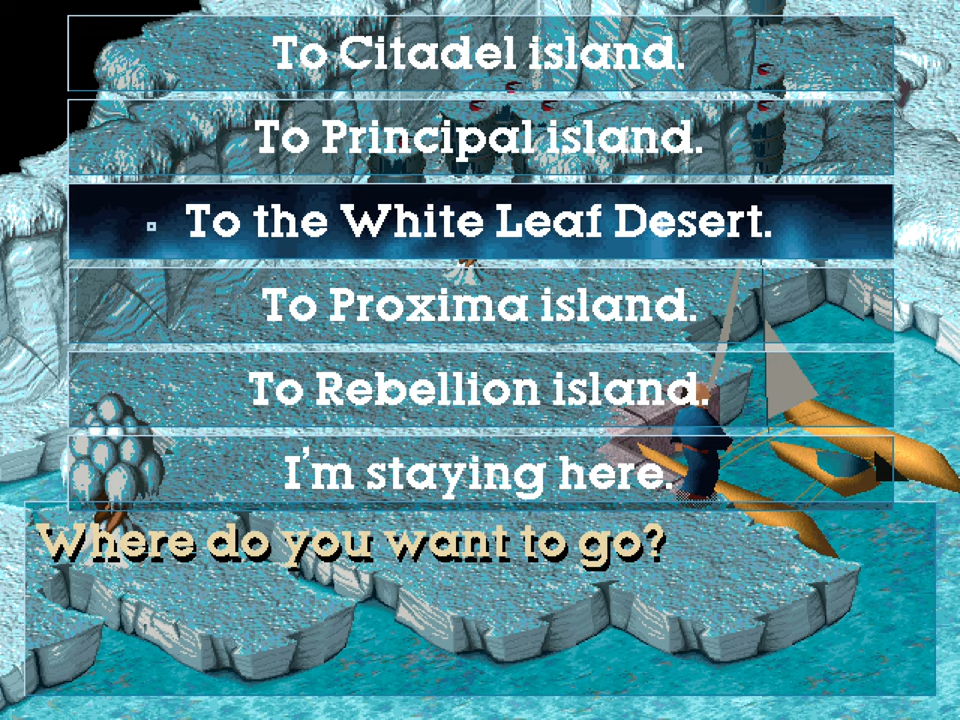 To Citadel island.
To Principal island.
To the White Leaf Desert.
To Proxima island.
To Rebellion island.
I'm staying here.
Where do you want to go?